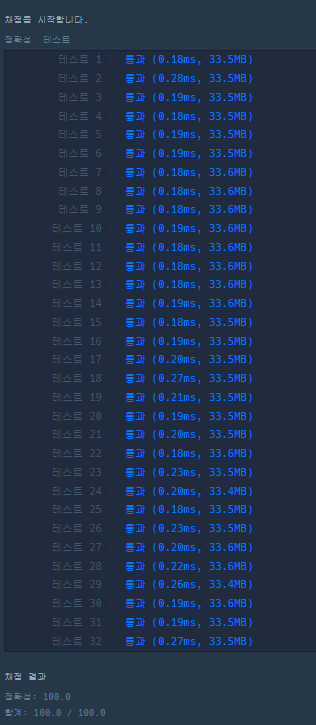 채점을 시작합니다.
정확성 테스트
테스트 1 통과 (0.18ms, 33.5MB)
테스트 2 통과 (0.28ms, 33.5MB)
테스트 3 통과 (0.19ms, 33.5MB)
테스트 4 통과 (0.18ms, 33.5MB)
테스트 5 통과 (0.19ms, 33.5MB)
테스트 6 통과 (0.19ms, 33.5MB)
테스트 7 통과 (0.18ms, 33.6MB)
테스트 8 통과 (0.18ms, 33.6MB)
테스트 9 통과 (0.18ms, 33.6MB)
테스트 10 통과 (0.19ms, 33.6MB)
테스트 11 통과 (0.18ms, 33.6MB)
테스트 12 통과 (0.18ms, 33.6MB)
테스트 13 통과 (0.18ms, 33.6MB)
테스트 14 통과 (0.19ms, 33.5MB)
테스트 15 통과 (0.18ms, 33.5MB)
테스트 16 통과 (0.19ms, 33.5MB)
테스트 17 통과 (0.20ms, 33.5MB)
테스트 18 통과 (0.27ms, 33.5MB)
테스트 19 통과 (0.21ms, 33.5MB)
테스트 20 통과 (0.19ms, 33.5MB)
테스트 21 통과 (0.20ms, 33.5MB)
테스트 22 통과 (0.18ms, 33.6MB)
테스트 23 통과 (0.23ms, 33.5MB)
테스트 24 통과 (0.20ms, 33.4MB)
테스트 25 통과 (0.18ms, 33.5MB)
테스트 26 통과 (0.23ms, 33.5MB)
테스트 27 통과 (0.20ms, 33.6MB)
테스트 28 통과 (0.22ms, 33.6MB)
테스트 29 통과 (0.26ms, 33.4MB)
테스트 30 통과 (0.19ms, 33.6MB)
테스트 31 통과 (0.19ms, 33.5MB)
테스트 32 통과 (0.27ms, 33.5MB)
채점 결과
정확성: 100.0
합계: 100.0 / 100.0